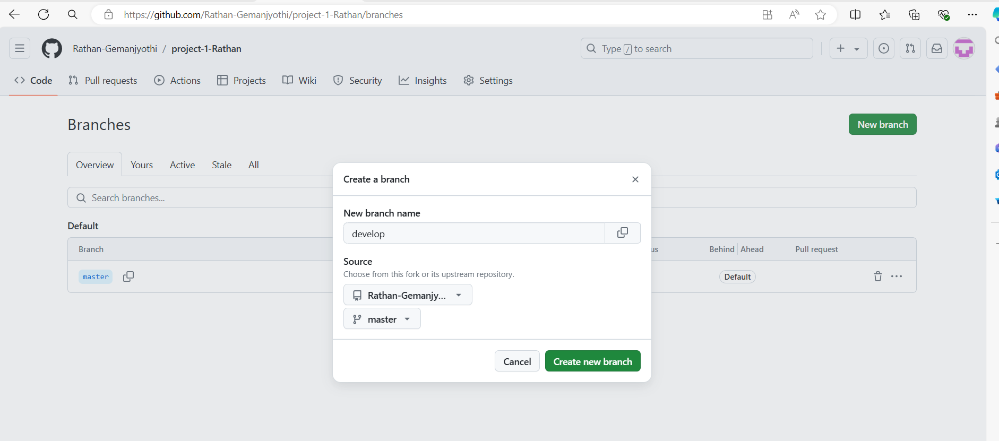 https://github.com/Rathan-Gemanjyothi/project-1-Rathan/branches
Rathan-Gemanjyothi / project-1-Rathan
Type / to search
Code Pull requests Actions Projects Wiki Security Insights Settings
Branches
New branch
Overview Yours Active Stale All
Search branches...
Default
Branch
us Behind Ahead Pull request
master
Default
Create a branch
New branch name
develop
Source
Choose from this fork or its upstream repository.
Rathan-Gemanjy...
master
Cancel Create new branch